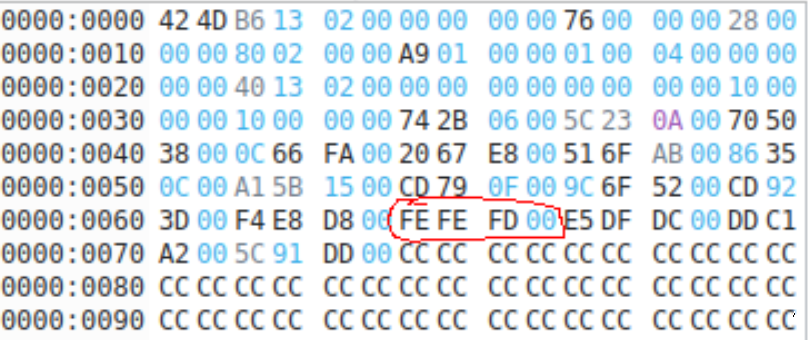 0000:0000 42 4D B6 13 02 00 00 00 00 00 76 00 00 00 28 00
0000:0010 00 00 80 02 00 00 A9 01 00 00 01 00 04 00 00 00
0000:0020 00 00 40 13 02 00 00 00 00 00 00 00 00 00 10 00
0000:0030 00 00 10 00 00 00 74 2B 06 00 5C 23 0A 00 70 50
0000:0040 38 00 0C 66 FA 00 20 67 E8 00 51 6F AB 00 86 35
0000:0050 0C 00 A1 5B 15 00 CD 79 0F 00 9C 6F 52 00 CD 92
0000:0060 3D 00 F4 E8 D8 00 FE FE FD 00 E5 DF DC 00 DD C1
0000:0070 A2 00 5C 91 DD 00 CC CC CC CC CC CC CC CC CC CC
0000:0080 CC CC CC CC CC CC CC CC CC CC CC CC CC CC CC CC
0000:0090 CC CC CC CC CC CC CC CC CC CC CC CC CC CC CC CC